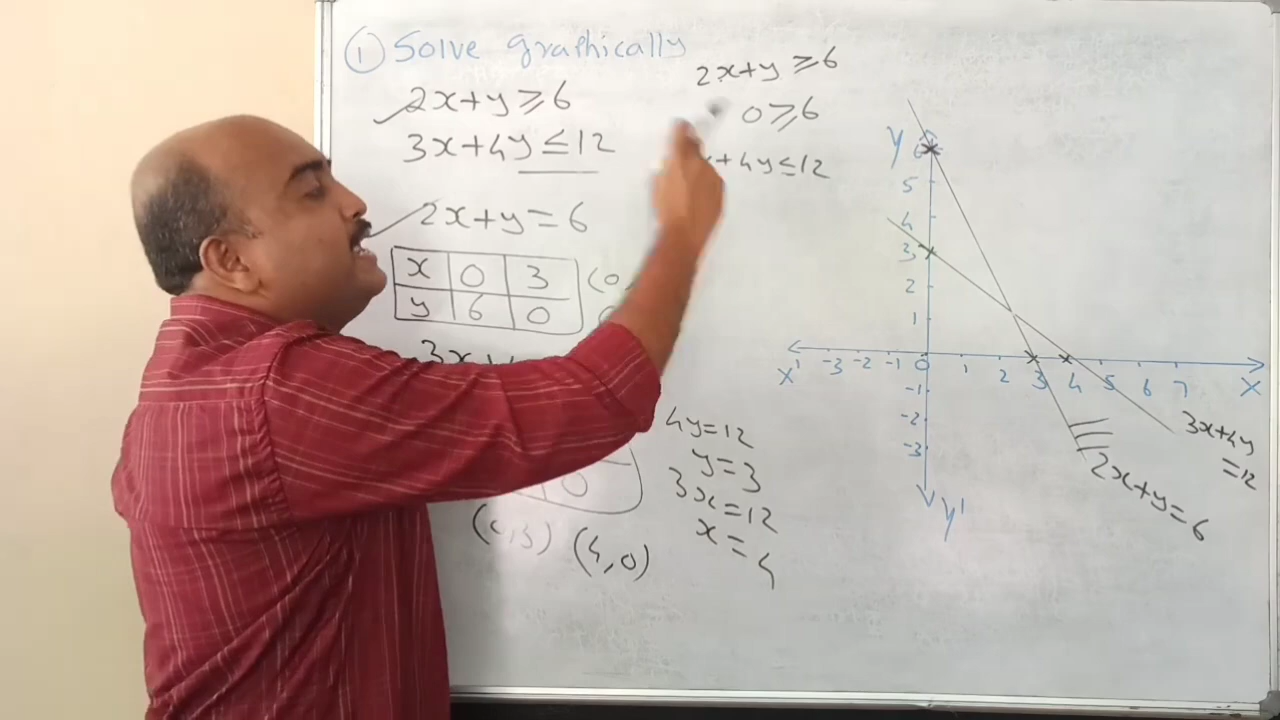 ① Solve graphically
2x+y ≥ 6
3x+4y ≤ 12
2x+y = 6
x 0 3
y 6 0
3x
0
(4,0)
2x+y ≥ 6
0 ≥ 6
+4y ≤ 12
4y = 12
y = 3
3x = 12
x = 4
Y
6
5
4
3
2
1
X' -3 -2 -1 0 1 2 3 4 5 6 7 X
-1
-2
-3
Y'
3x+4y
=12
2x+y = 6